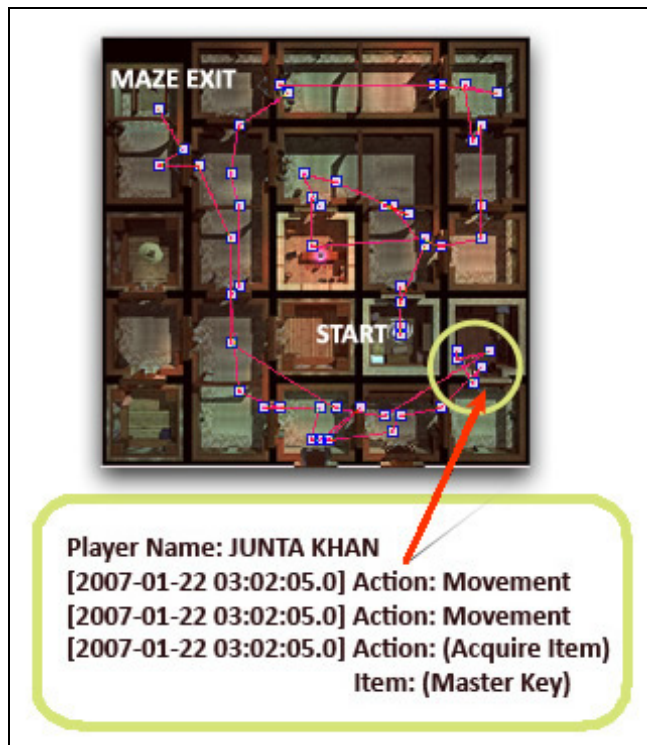 MAZE EXIT
START
Player Name: JUNTA KHAN
[2007-01-22 03:02:05.0] Action: Movement
[2007-01-22 03:02:05.0] Action: Movement
[2007-01-22 03:02:05.0] Action: (Acquire Item)
Item: (Master Key)